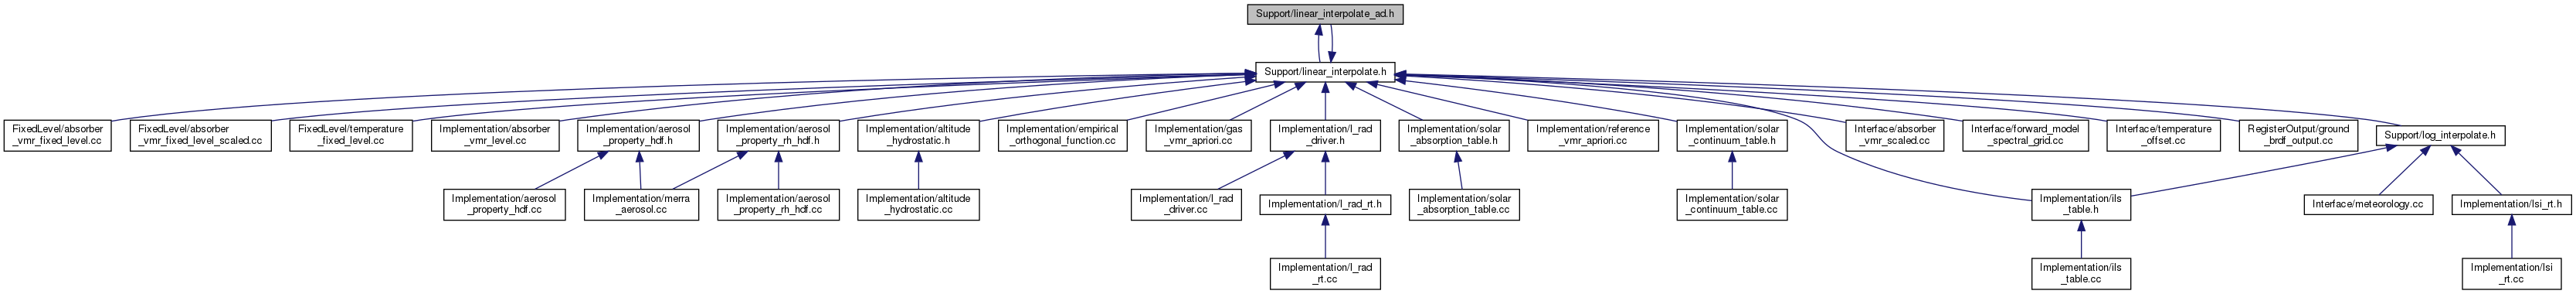 Support/linear_interpolate_ad.h
Support/linear_interpolate.h
FixedLevel/absorber
_vmr_fixed_level.cc
FixedLevel/absorber
_vmr_fixed_level_scaled.cc
FixedLevel/temperature
_fixed_level.cc
Implementation/absorber
_vmr_level.cc
Implementation/aerosol
_property_hdf.h
Implementation/aerosol
_property_rh_hdf.h
Implementation/altitude
_hydrostatic.h
Implementation/empirical
_orthogonal_function.cc
Implementation/gas
_vmr_apriori.cc
Implementation/l_rad
_driver.h
Implementation/solar
_absorption_table.h
Implementation/reference
_vmr_apriori.cc
Implementation/solar
_continuum_table.h
Interface/absorber
_vmr_scaled.cc
Interface/forward_model
_spectral_grid.cc
Interface/temperature
_offset.cc
RegisterOutput/ground
_brdf_output.cc
Support/log_interpolate.h
Implementation/aerosol
_property_hdf.cc
Implementation/merra
_aerosol.cc
Implementation/aerosol
_property_rh_hdf.cc
Implementation/altitude
_hydrostatic.cc
Implementation/l_rad
_driver.cc
Implementation/l_rad_rt.h
Implementation/solar
_absorption_table.cc
Implementation/solar
_continuum_table.cc
Implementation/ils
_table.h
Interface/meteorology.cc
Implementation/lsi_rt.h
Implementation/l_rad
_rt.cc
Implementation/ils
_table.cc
Implementation/lsi
_rt.cc